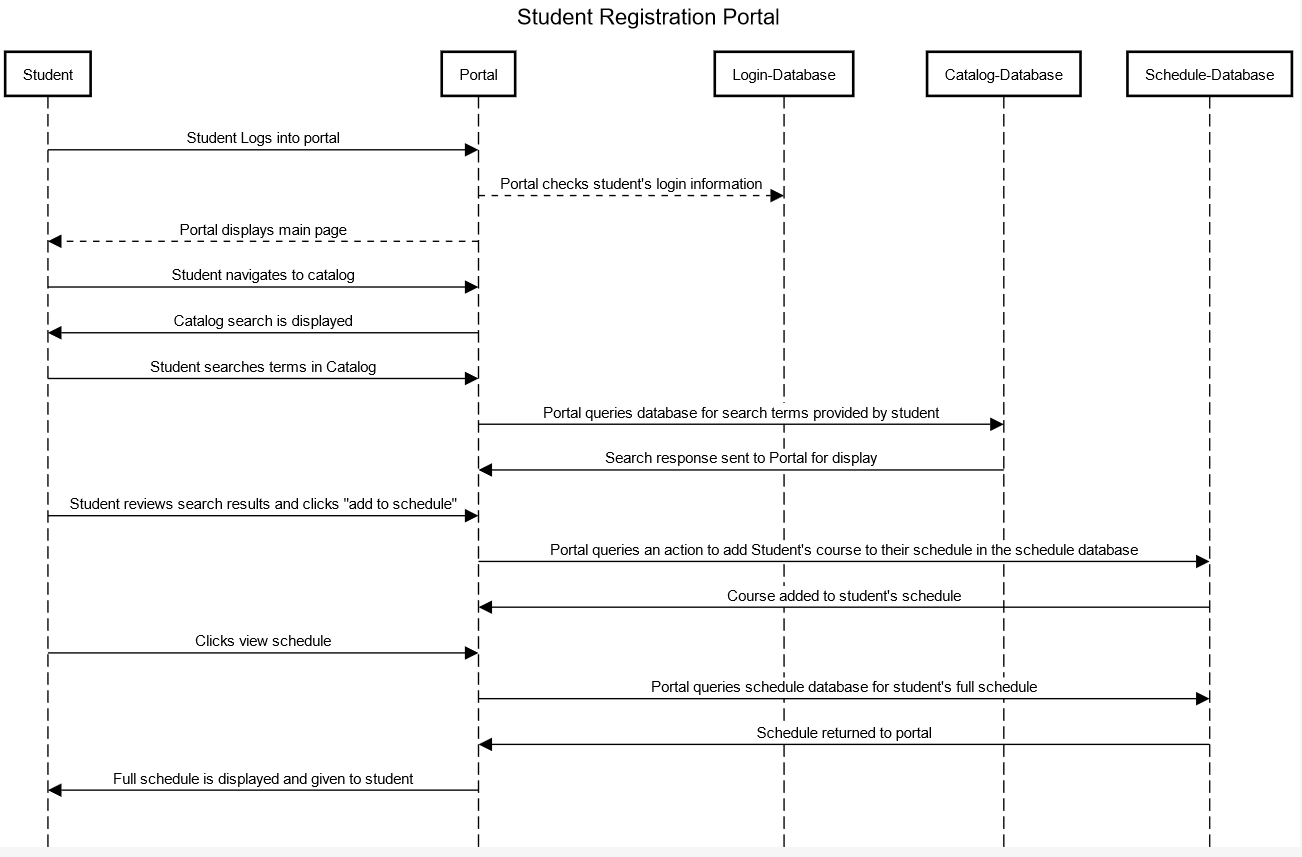 Student Registration Portal
Student
Portal
Login-Database
Catalog-Database
Schedule-Database
Student Logs into portal
Portal checks student's login information
Portal displays main page
Student navigates to catalog
Catalog search is displayed
Student searches terms in Catalog
Portal queries database for search terms provided by student
Search response sent to Portal for display
Student reviews search results and clicks "add to schedule"
Portal queries an action to add Student's course to their schedule in the schedule database
Course added to student's schedule
Clicks view schedule
Portal queries schedule database for student's full schedule
Schedule returned to portal
Full schedule is displayed and given to student